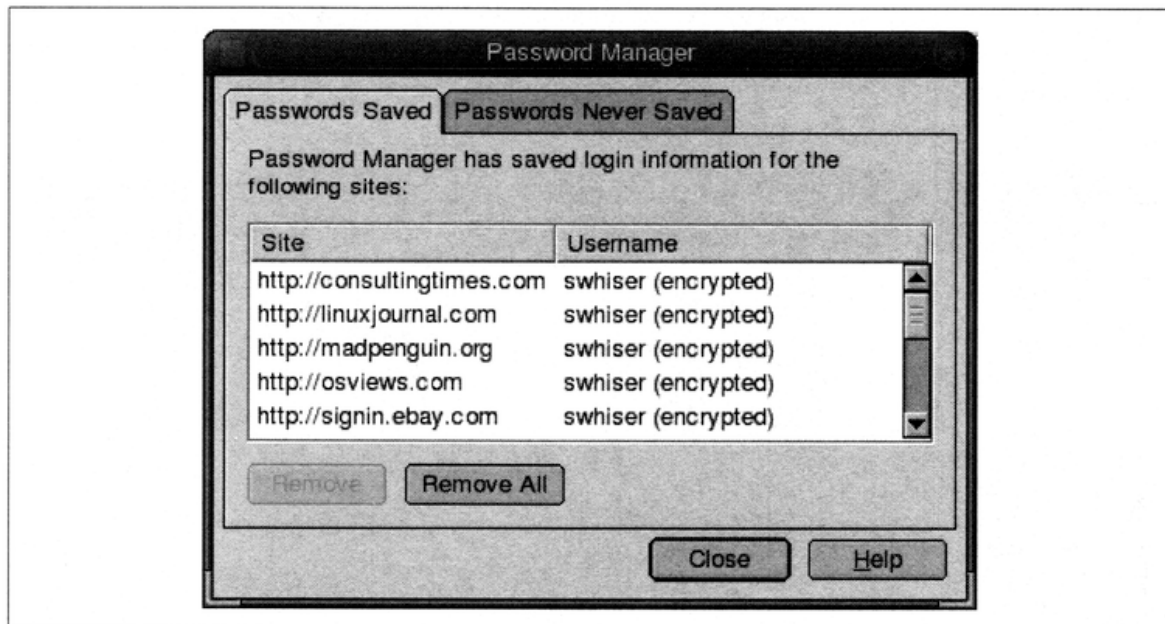 Password Manager
Passwords Saved Passwords Never Saved
Password Manager has saved login information for the
following sites:
Site Username
http://consultingtimes.com swhiser (encrypted)
http://linuxjournal.com swhiser (encrypted)
http://madpenguin.org swhiser (encrypted)
http://osviews.com swhiser (encrypted)
http://signin.ebay.com swhiser (encrypted)
Remove Remove All
Close Help